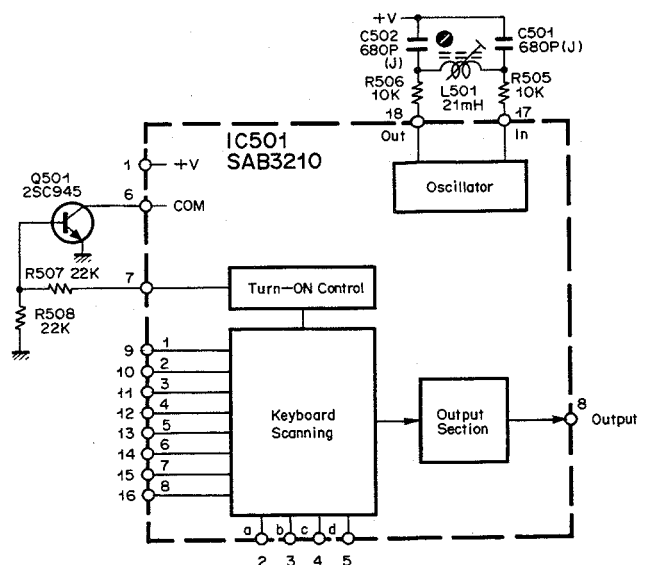 +V
C502
680P
(J)
C501
680P(J)
R506
10K
L501
21mH
R505
10K
18
Out
17
In
IC501
SAB3210
1
+V
Oscillator
Q501
2SC945
6
COM
R507 22K
7
Turn-ON Control
R508
22K
9
1
10
2
11
3
12
4
13
5
14
6
15
7
16
8
Keyboard
Scanning
Output
Section
8
Output
a
b
c
d
2
3
4
5